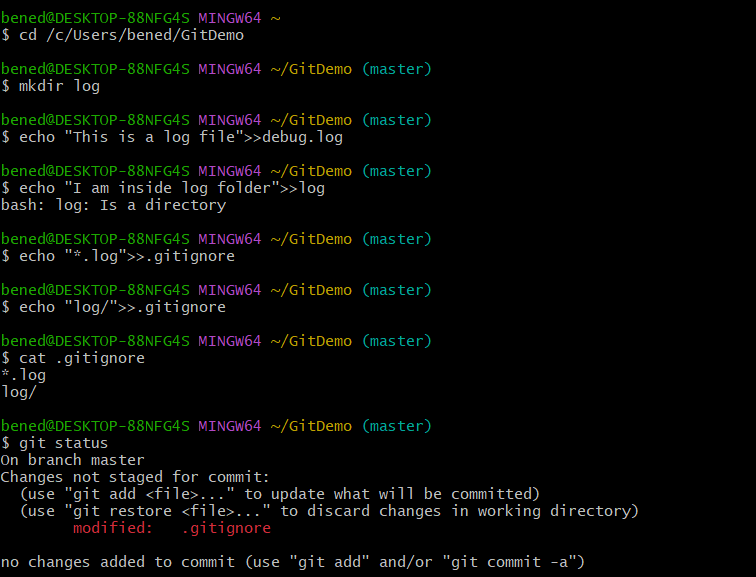 bened@DESKTOP-88NFG4S MINGW64 ~
$ cd /c/Users/bened/GitDemo

bened@DESKTOP-88NFG4S MINGW64 ~/GitDemo (master)
$ mkdir log

bened@DESKTOP-88NFG4S MINGW64 ~/GitDemo (master)
$ echo "This is a log file">>debug.log

bened@DESKTOP-88NFG4S MINGW64 ~/GitDemo (master)
$ echo "I am inside log folder">>log
bash: log: Is a directory

bened@DESKTOP-88NFG4S MINGW64 ~/GitDemo (master)
$ echo "*.log">>.gitignore

bened@DESKTOP-88NFG4S MINGW64 ~/GitDemo (master)
$ echo "log/">>.gitignore

bened@DESKTOP-88NFG4S MINGW64 ~/GitDemo (master)
$ cat .gitignore
*.log
log/

bened@DESKTOP-88NFG4S MINGW64 ~/GitDemo (master)
$ git status
On branch master
Changes not staged for commit:
  (use "git add <file>..." to update what will be committed)
  (use "git restore <file>..." to discard changes in working directory)
        modified:   .gitignore

no changes added to commit (use "git add" and/or "git commit -a")